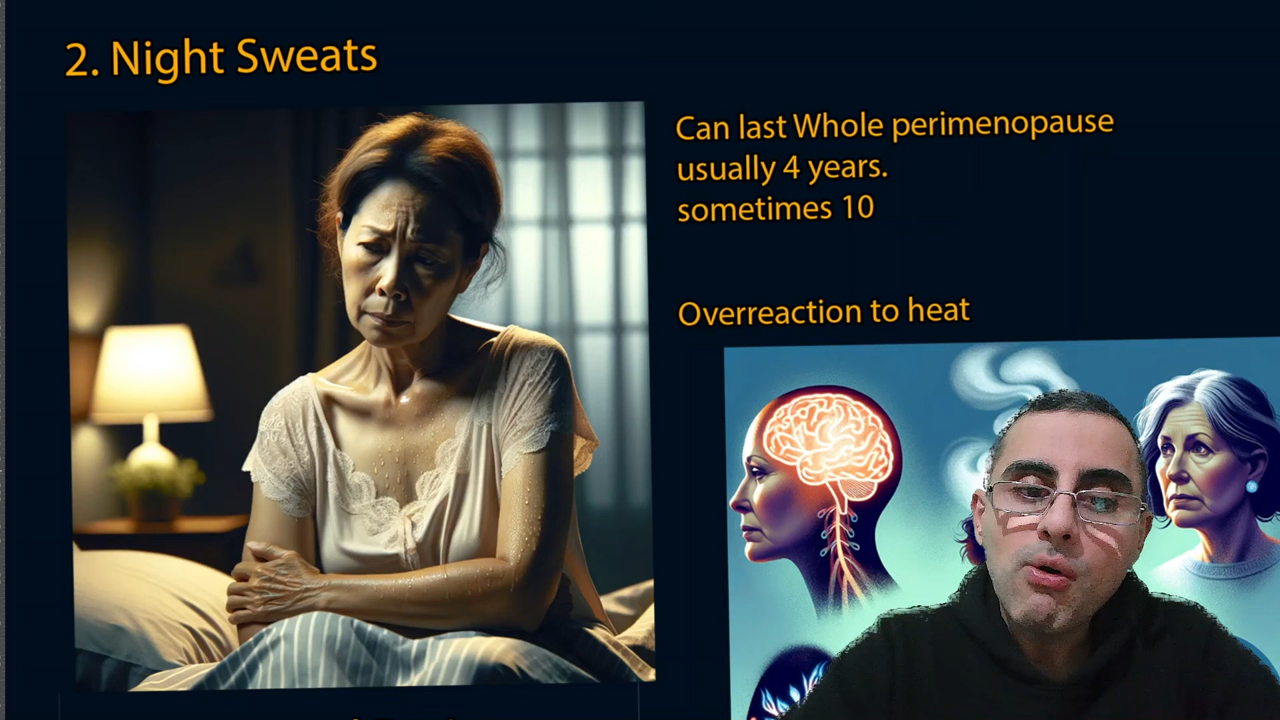 2. Night Sweats
Can last Whole perimenopause
usually 4 years.
sometimes 10
Overreaction to heat